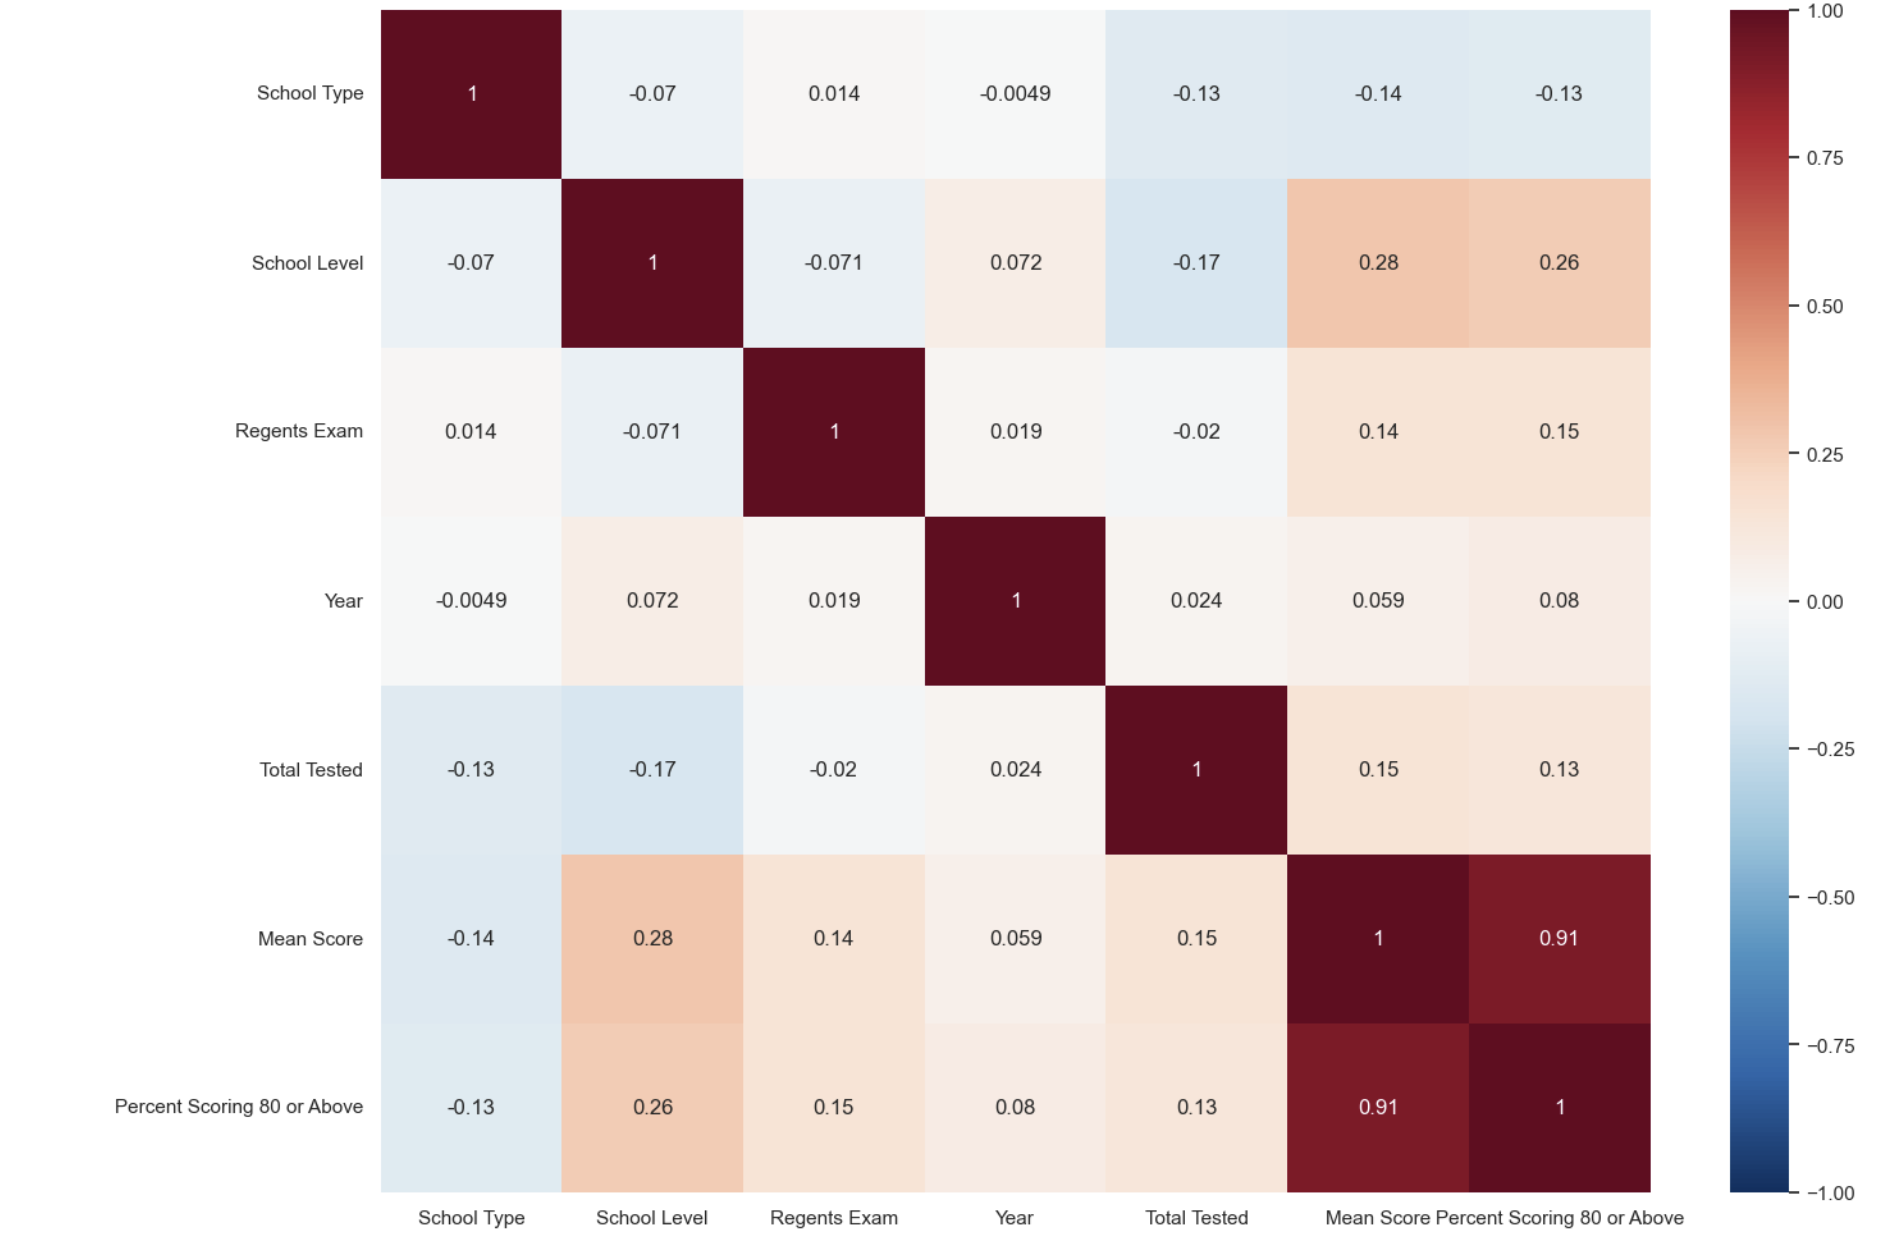 1.00
School Type 1 -0.07 0.014 -0.0049 -0.13 -0.14 -0.13
0.75
School Level -0.07 1 -0.071 0.072 -0.17 0.28 0.26
0.50
Regents Exam 0.014 -0.071 1 0.019 -0.02 0.14 0.15
0.25
Year -0.0049 0.072 0.019 1 0.024 0.059 0.08
0.00
Total Tested -0.13 -0.17 -0.02 0.024 1 0.15 0.13
−0.25
−0.50
Mean Score -0.14 0.28 0.14 0.059 0.15 1 0.91
−0.75
Percent Scoring 80 or Above -0.13 0.26 0.15 0.08 0.13 0.91 1
−1.00
School Type School Level Regents Exam Year Total Tested Mean Score Percent Scoring 80 or Above